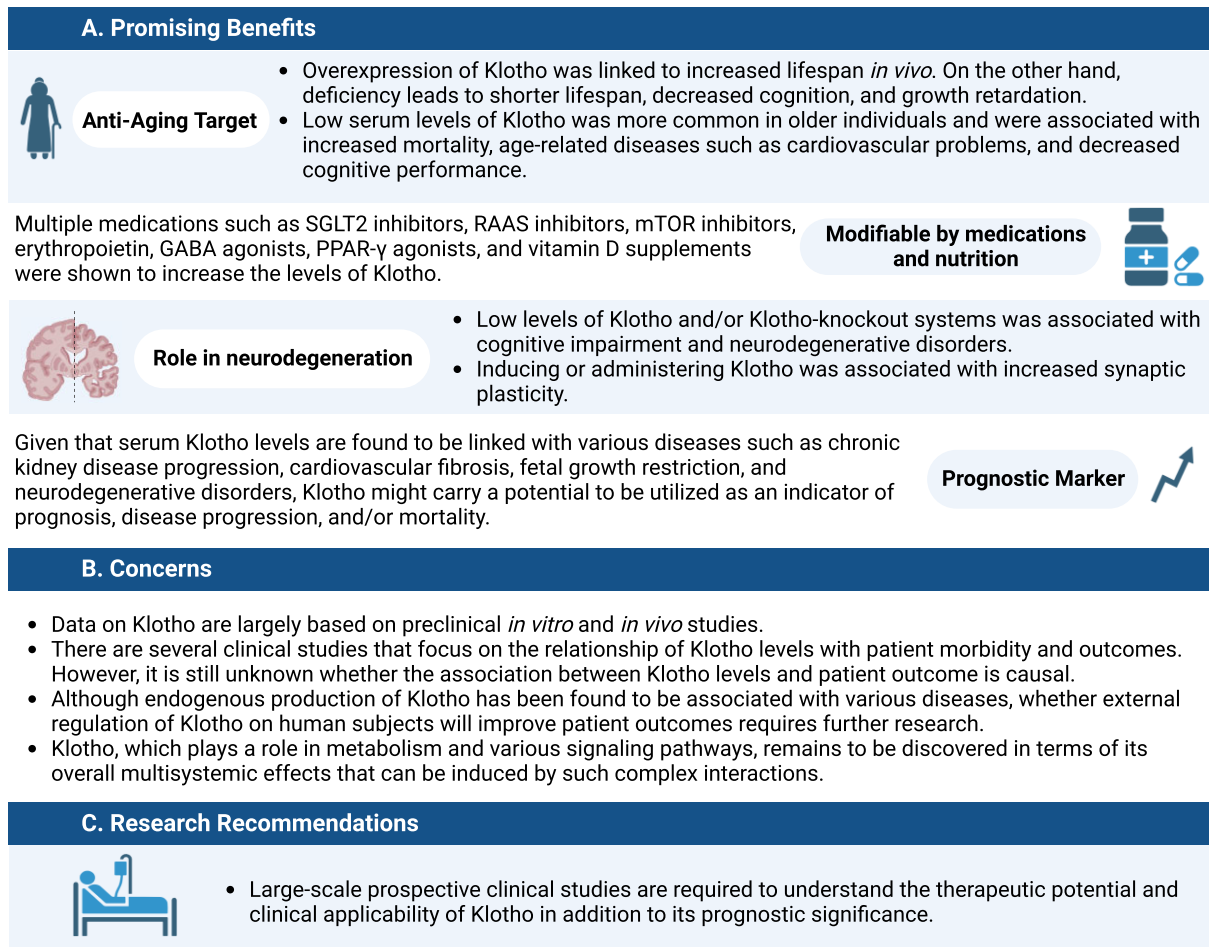 A. Promising Benefits
Anti-Aging Target
• Overexpression of Klotho was linked to increased lifespan in vivo. On the other hand,
deficiency leads to shorter lifespan, decreased cognition, and growth retardation.
• Low serum levels of Klotho was more common in older individuals and were associated with
increased mortality, age-related diseases such as cardiovascular problems, and decreased
cognitive performance.
Multiple medications such as SGLT2 inhibitors, RAAS inhibitors, mTOR inhibitors,
erythropoietin, GABA agonists, PPAR-γ agonists, and vitamin D supplements
were shown to increase the levels of Klotho.
Modifiable by medications
and nutrition
Role in neurodegeneration
• Low levels of Klotho and/or Klotho-knockout systems was associated with
cognitive impairment and neurodegenerative disorders.
• Inducing or administering Klotho was associated with increased synaptic
plasticity.
Given that serum Klotho levels are found to be linked with various diseases such as chronic
kidney disease progression, cardiovascular fibrosis, fetal growth restriction, and
neurodegenerative disorders, Klotho might carry a potential to be utilized as an indicator of
prognosis, disease progression, and/or mortality.
Prognostic Marker
B. Concerns
• Data on Klotho are largely based on preclinical in vitro and in vivo studies.
• There are several clinical studies that focus on the relationship of Klotho levels with patient morbidity and outcomes.
However, it is still unknown whether the association between Klotho levels and patient outcome is causal.
• Although endogenous production of Klotho has been found to be associated with various diseases, whether external
regulation of Klotho on human subjects will improve patient outcomes requires further research.
• Klotho, which plays a role in metabolism and various signaling pathways, remains to be discovered in terms of its
overall multisystemic effects that can be induced by such complex interactions.
C. Research Recommendations
• Large-scale prospective clinical studies are required to understand the therapeutic potential and
clinical applicability of Klotho in addition to its prognostic significance.